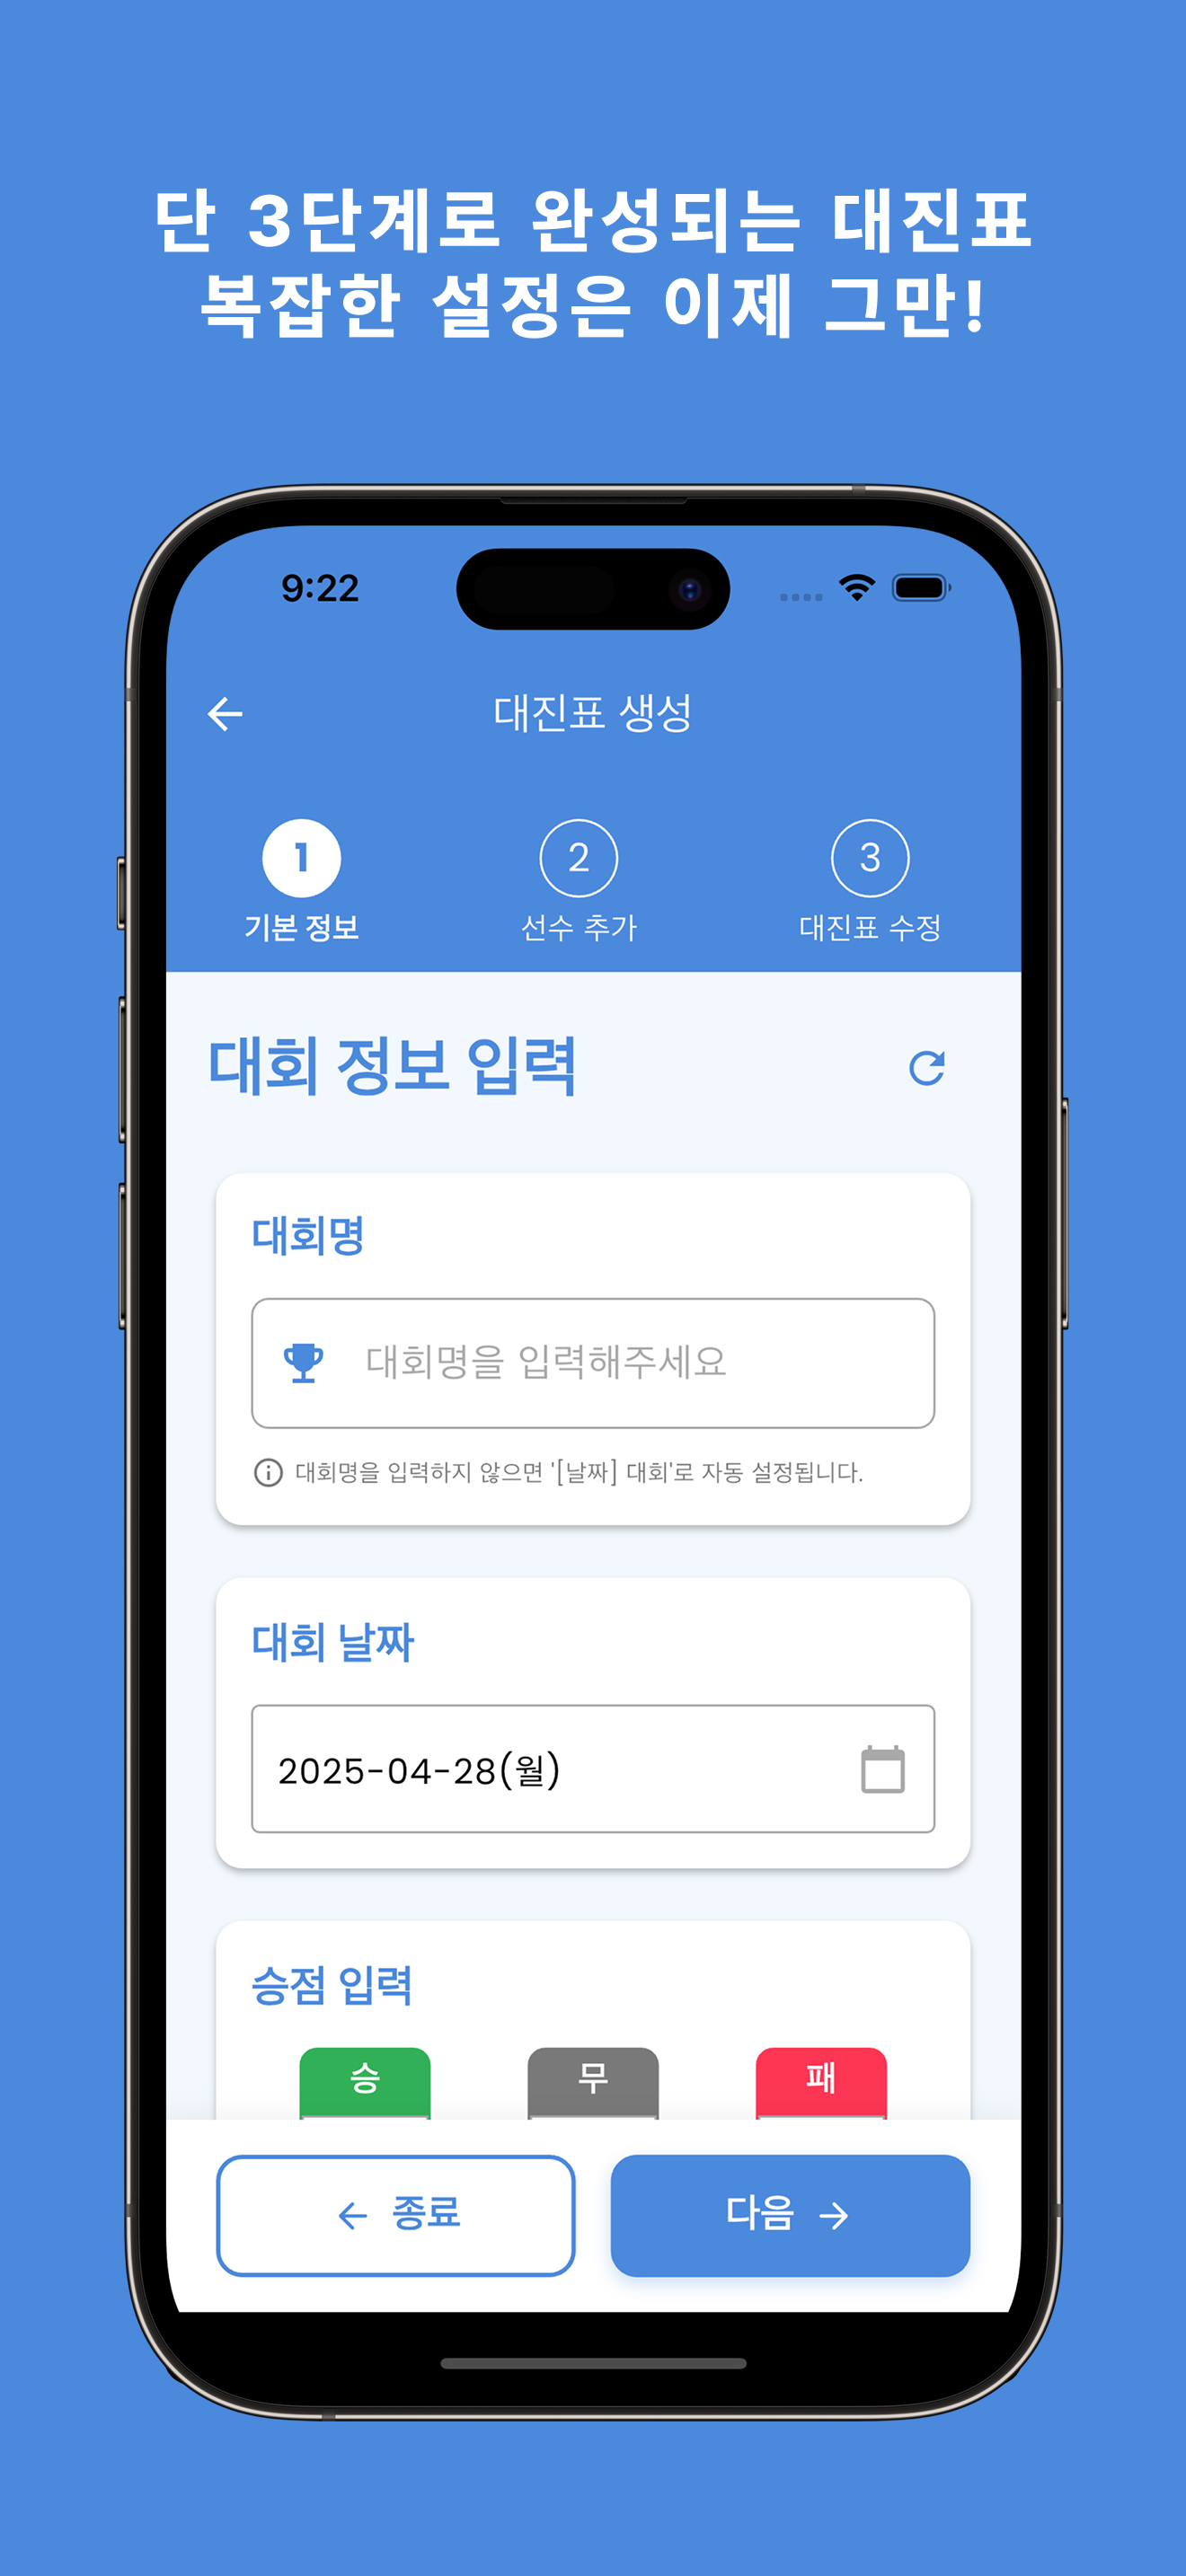 단 3단계로 완성되는 대진표
복잡한 설정은 이제 그만!
9:22
대진표 생성
1 2 3
기본 정보 선수 추가 대진표 수정
대회 정보 입력
대회명
대회명을 입력해주세요
대회명을 입력하지 않으면 '[날짜] 대회'로 자동 설정됩니다.
대회 날짜
2025-04-28(월)
승점 입력
승 무 패
종료 다음